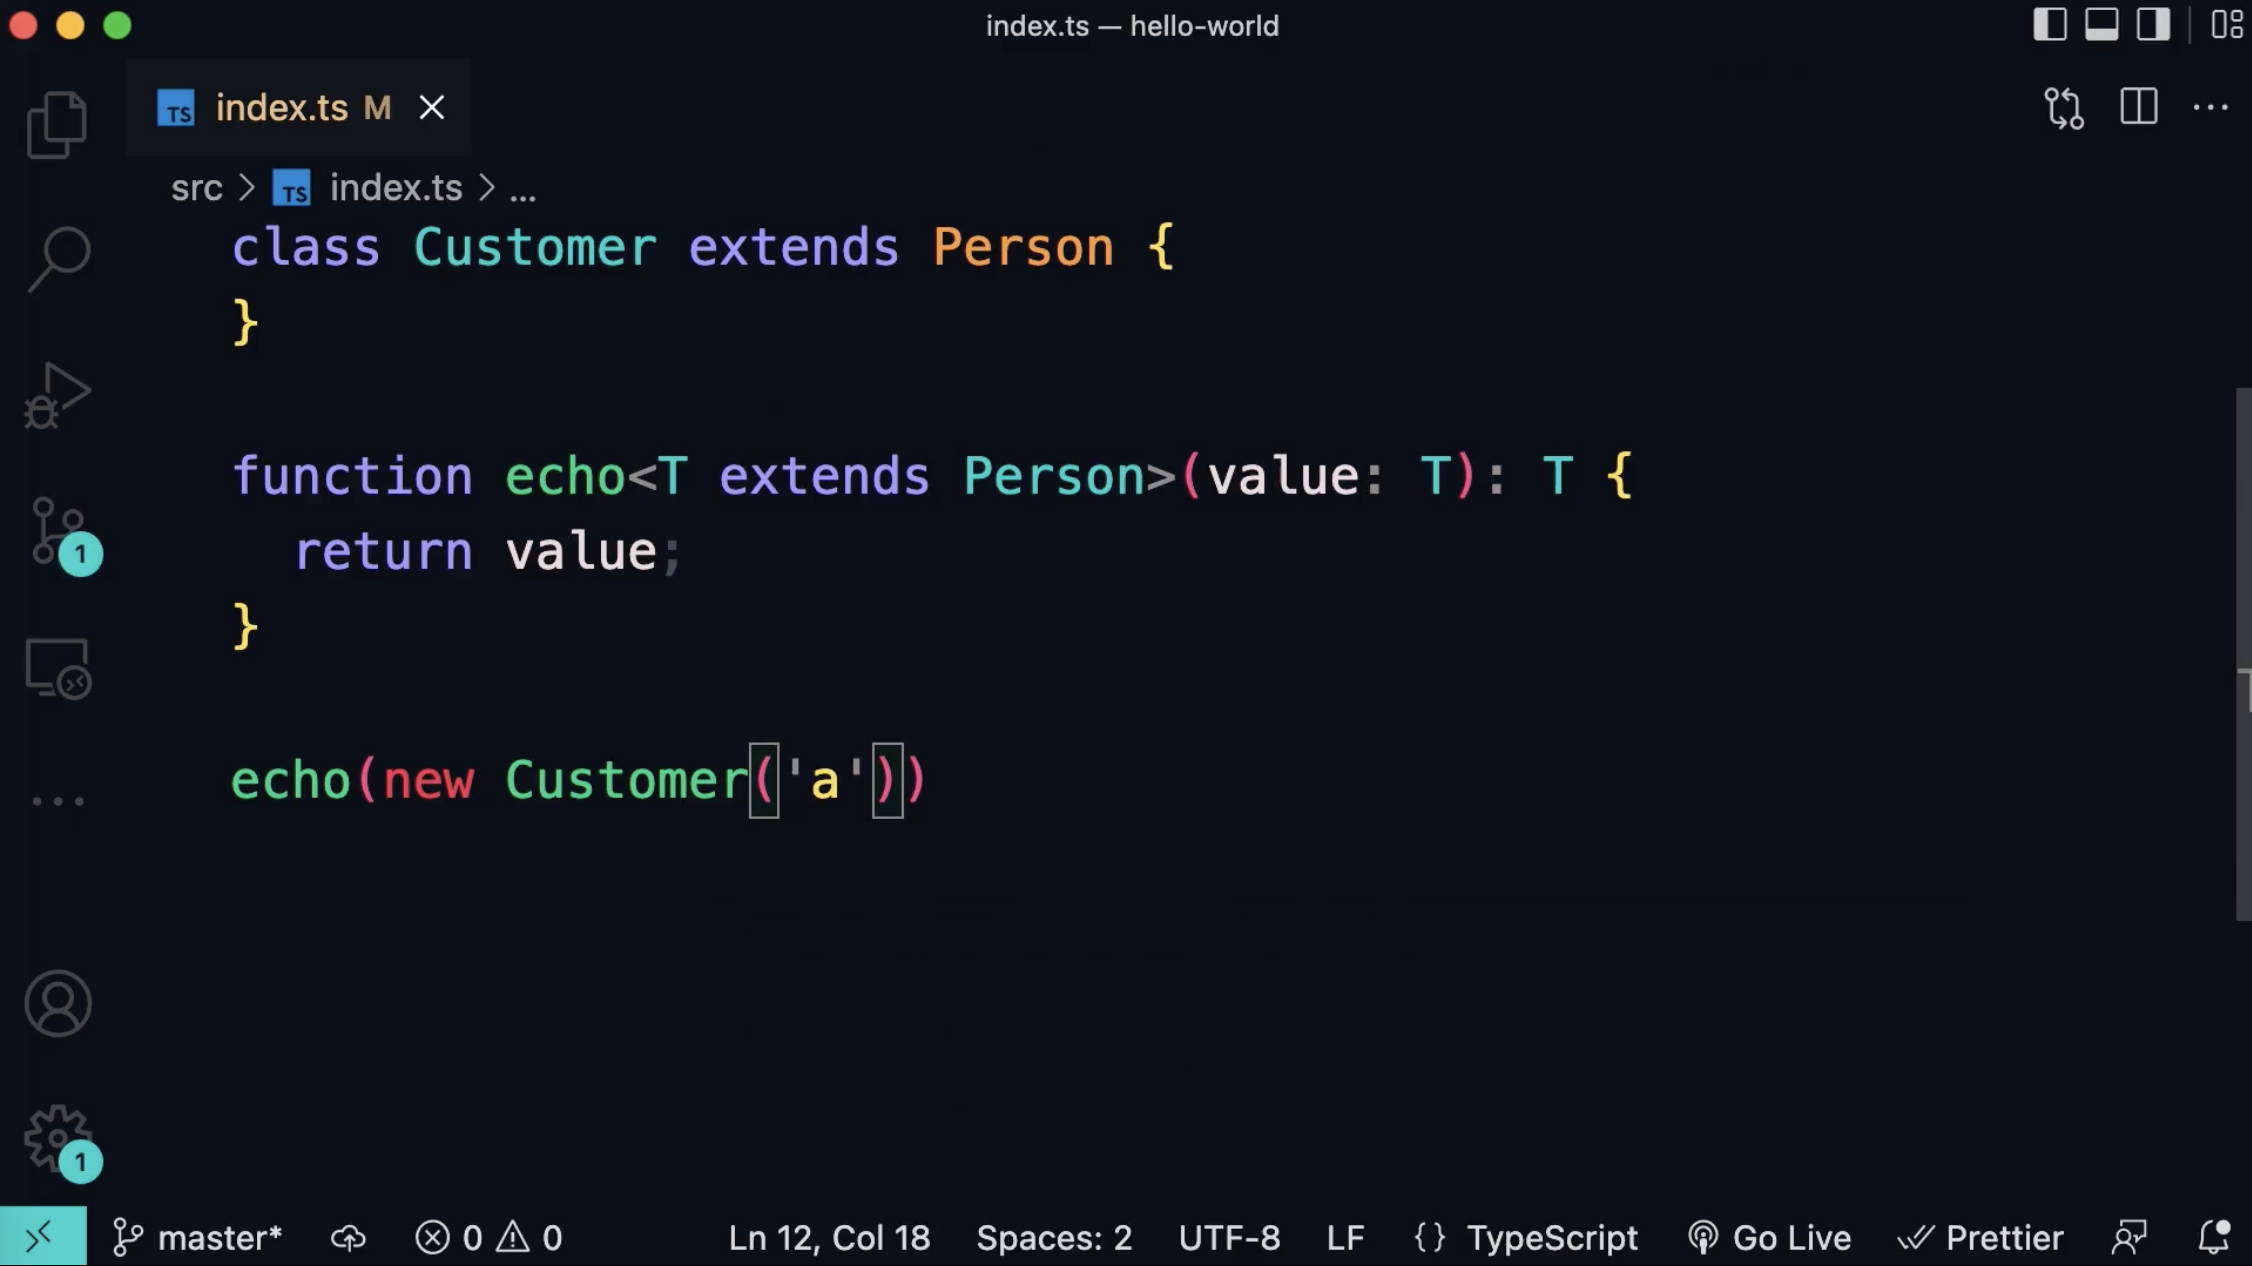 index.ts — hello-world
TS index.ts M
src > TS index.ts > ...
class Customer extends Person {
}
function echo<T extends Person>(value: T): T {
return value;
}
echo(new Customer('a'))
1
1
master* 0 0 Ln 12, Col 18 Spaces: 2 UTF-8 LF {} TypeScript Go Live Prettier